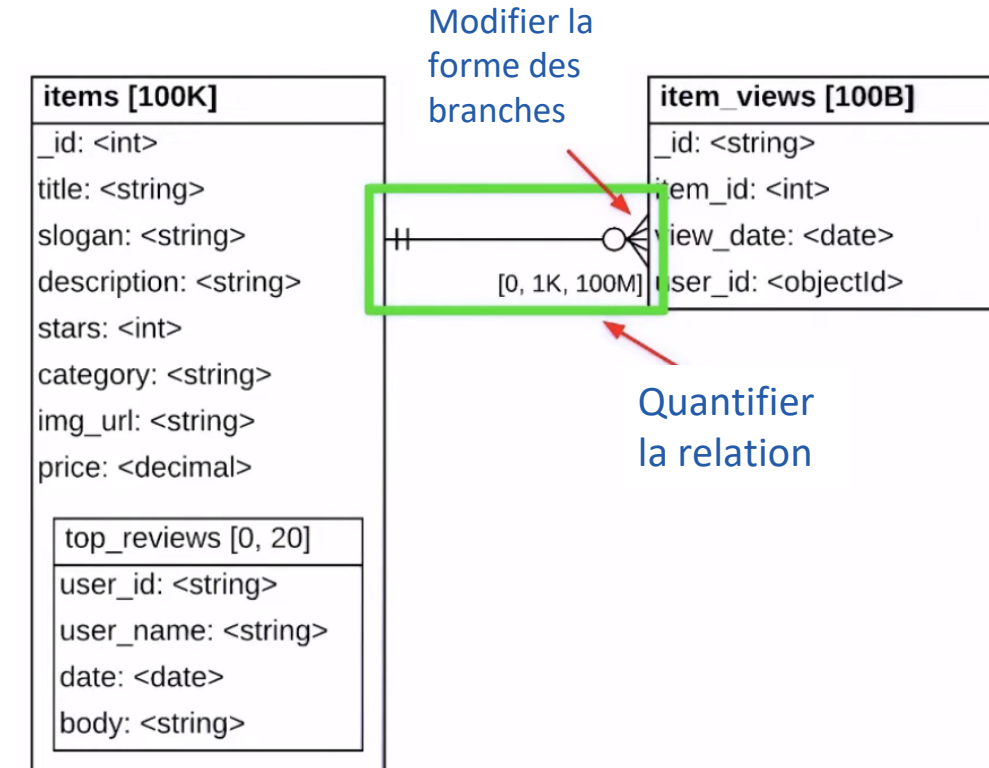 Modifier la
forme des
branches
items [100K]
_id: <int>
title: <string>
slogan: <string>
description: <string>
stars: <int>
category: <string>
img_url: <string>
price: <decimal>
top_reviews [0, 20]
user_id: <string>
user_name: <string>
date: <date>
body: <string>
[0, 1K, 100M]
item_views [100B]
_id: <string>
item_id: <int>
view_date: <date>
user_id: <objectId>
Quantifier
la relation